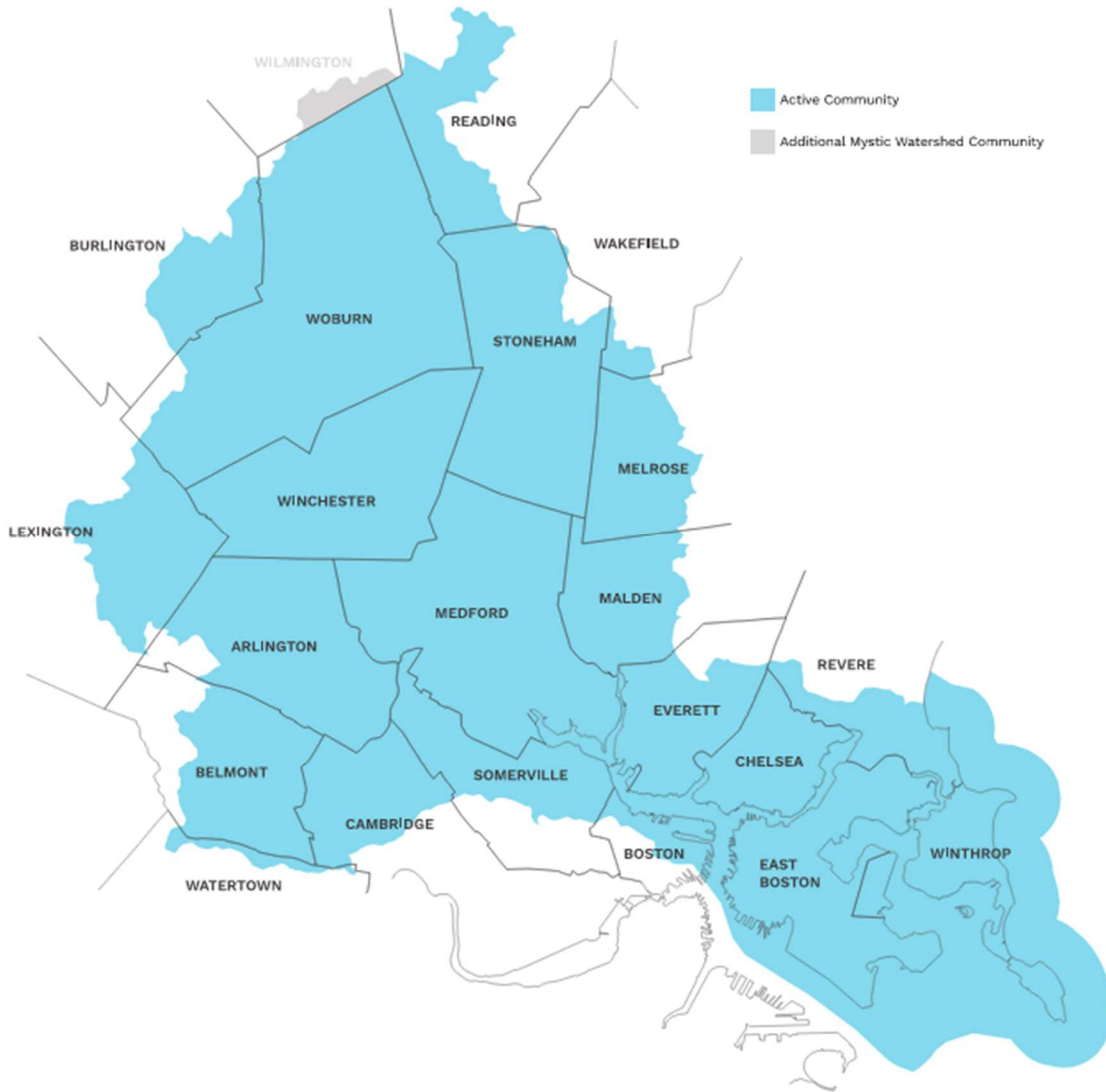 WILMINGTON
READING
Active Community
Additional Mystic Watershed Community
BURLINGTON
WAKEFIELD
WOBURN
STONEHAM
MELROSE
WINCHESTER
LEXINGTON
MALDEN
MEDFORD
ARLINGTON
REVERE
EVERETT
CHELSEA
BELMONT
SOMERVILLE
CAMBRIDGE
BOSTON
WINTHROP
EAST
BOSTON
WATERTOWN